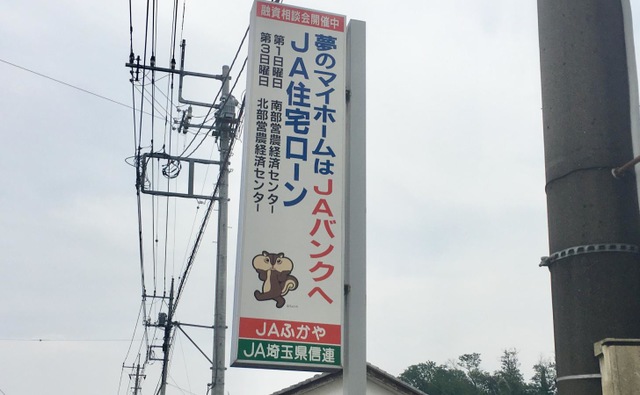 融資相談会開催中
夢のマイホームはJAバンクへ
JA住宅ローン
第1日曜日 南部営農経済センター
第3日曜日 北部営農経済センター
JAふかや
JA埼玉県信連